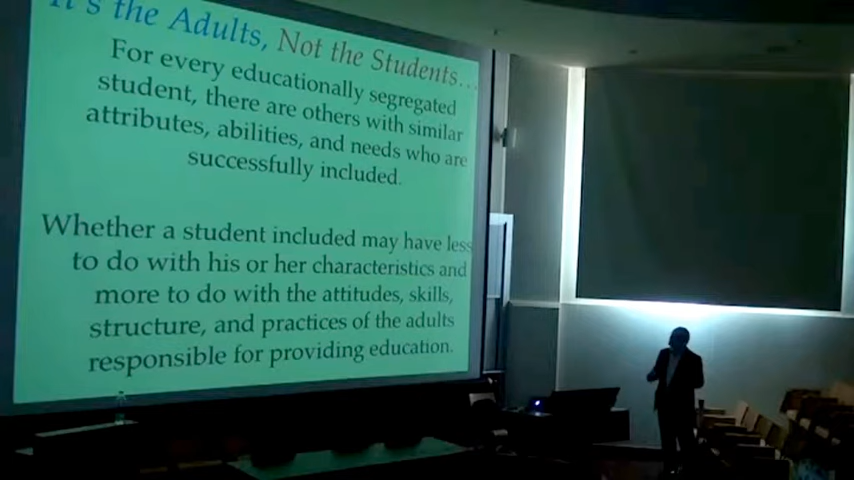 It's the Adults, Not the Students...
For every educationally segregated
student, there are others with similar
attributes, abilities, and needs who are
successfully included.
Whether a student included may have less
to do with his or her characteristics and
more to do with the attitudes, skills,
structure, and practices of the adults
responsible for providing education.